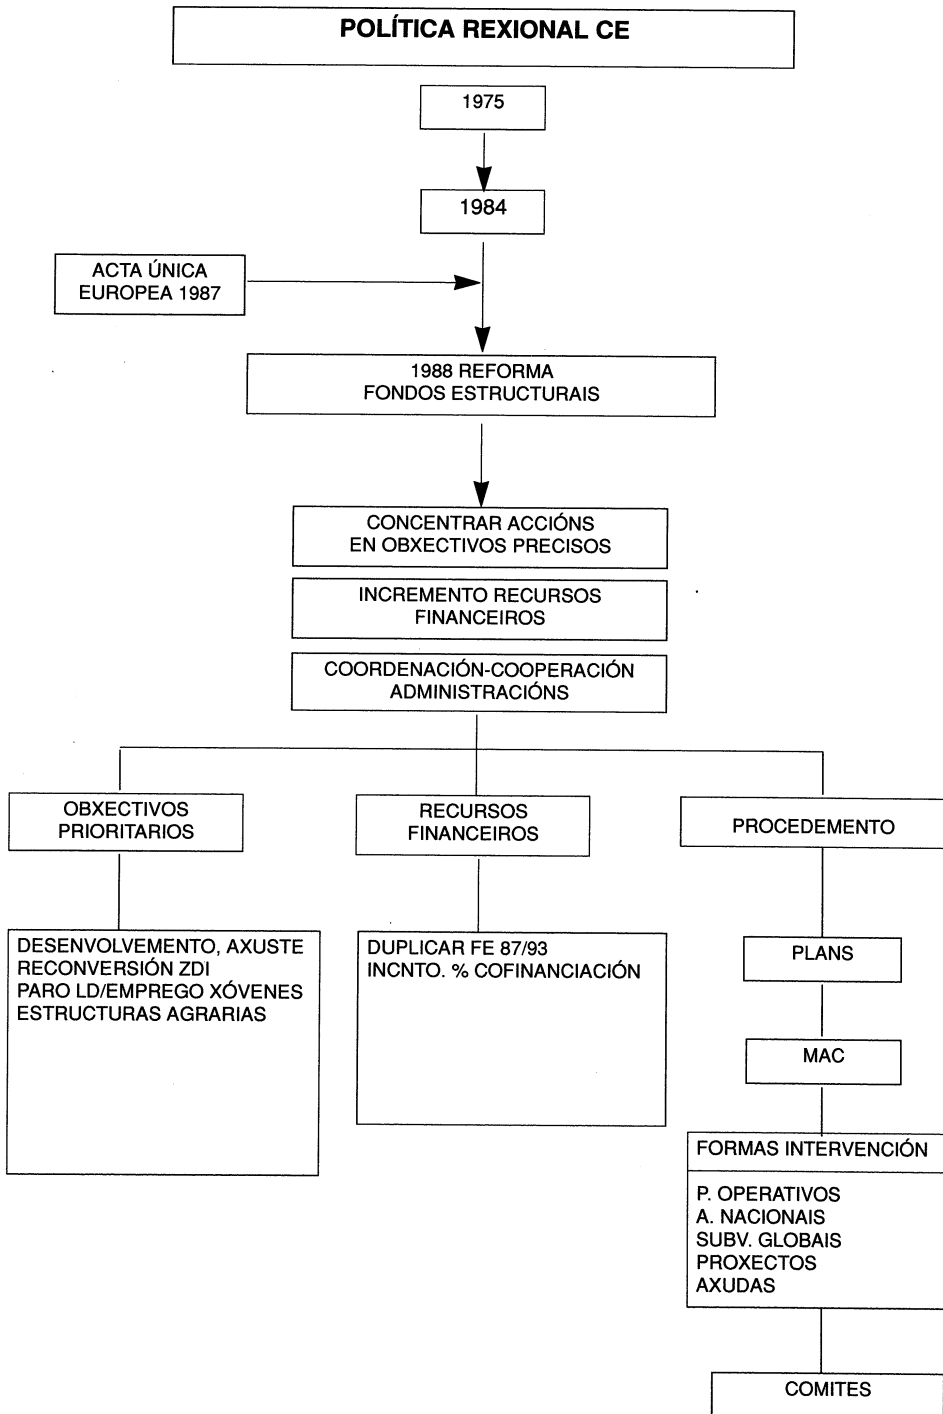 POLÍTICA REXIONAL CE
1975
1984
ACTA ÚNICA
EUROPEA 1987
1988 REFORMA
FONDOS ESTRUCTURAIS
CONCENTRAR ACCIÓNS
EN OBXECTIVOS PRECISOS
INCREMENTO RECURSOS
FINANCEIROS
COORDENACIÓN-COOPERACIÓN
ADMINISTRACIÓNS
OBXECTIVOS
PRIORITARIOS
DESENVOLVEMENTO, AXUSTE
RECONVERSIÓN ZDI
PARO LD/EMPREGO XÓVENES
ESTRUCTURAS AGRARIAS
RECURSOS
FINANCEIROS
DUPLICAR FE 87/93
INCNTO. % COFINANCIACIÓN
PROCEDEMENTO
PLANS
MAC
FORMAS INTERVENCIÓN
P. OPERATIVOS
A. NACIONAIS
SUBV. GLOBAIS
PROXECTOS
AXUDAS
COMITES